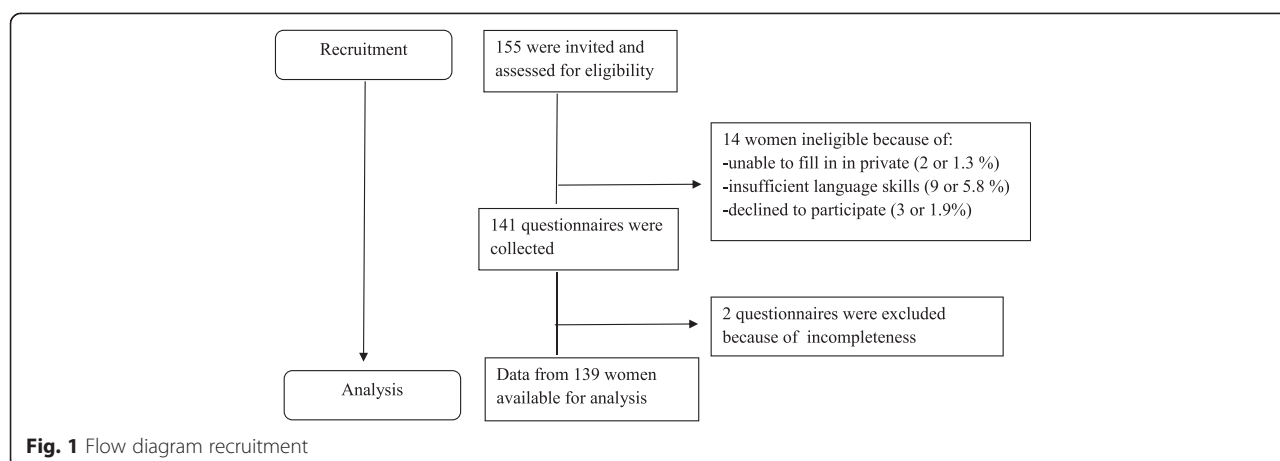 Recruitment
155 were invited and
assessed for eligibility
14 women ineligible because of:
-unable to fill in in private (2 or 1.3 %)
-insufficient language skills (9 or 5.8 %)
-declined to participate (3 or 1.9%)
141 questionnaires were
collected
2 questionnaires were excluded
because of incompleteness
Analysis
Data from 139 women
available for analysis
Fig. 1 Flow diagram recruitment